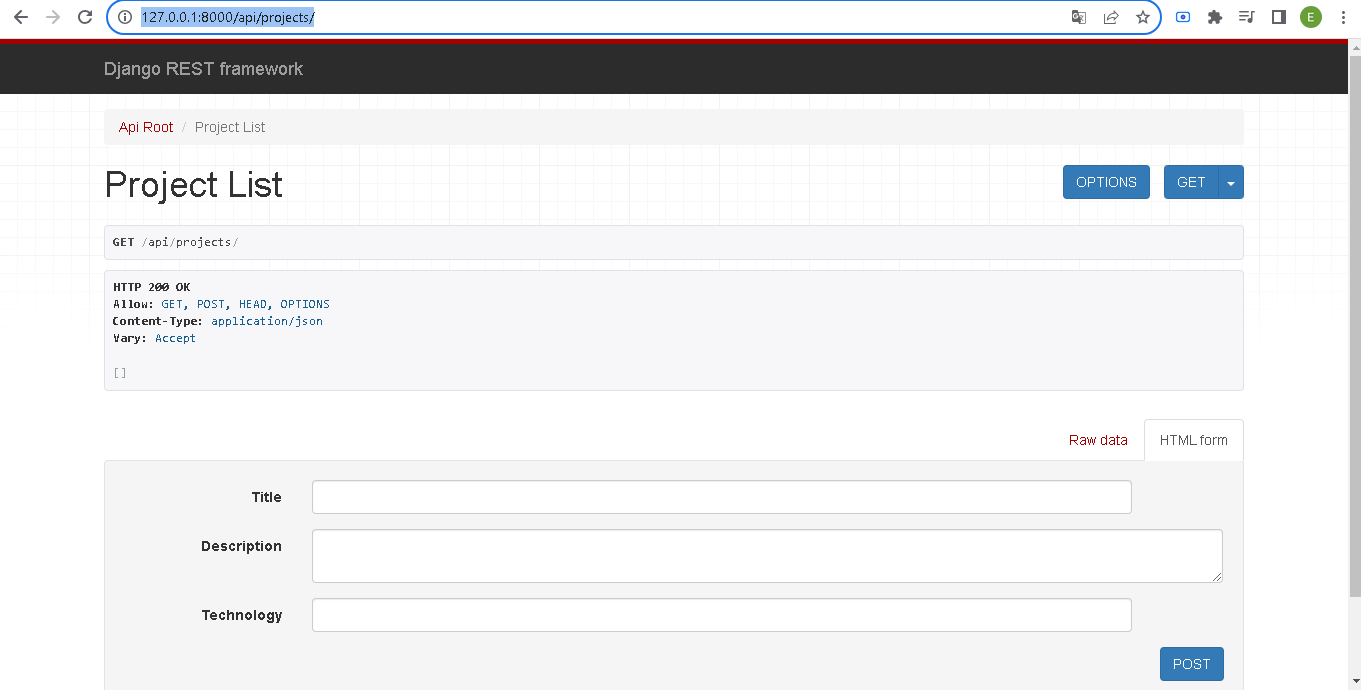 127.0.0.1:8000/api/projects/
E
Django REST framework
Api Root / Project List
Project List
OPTIONS
GET
GET /api/projects/
HTTP 200 OK
Allow: GET, POST, HEAD, OPTIONS
Content-Type: application/json
Vary: Accept
[]
Raw data
HTML form
Title
Description
Technology
POST